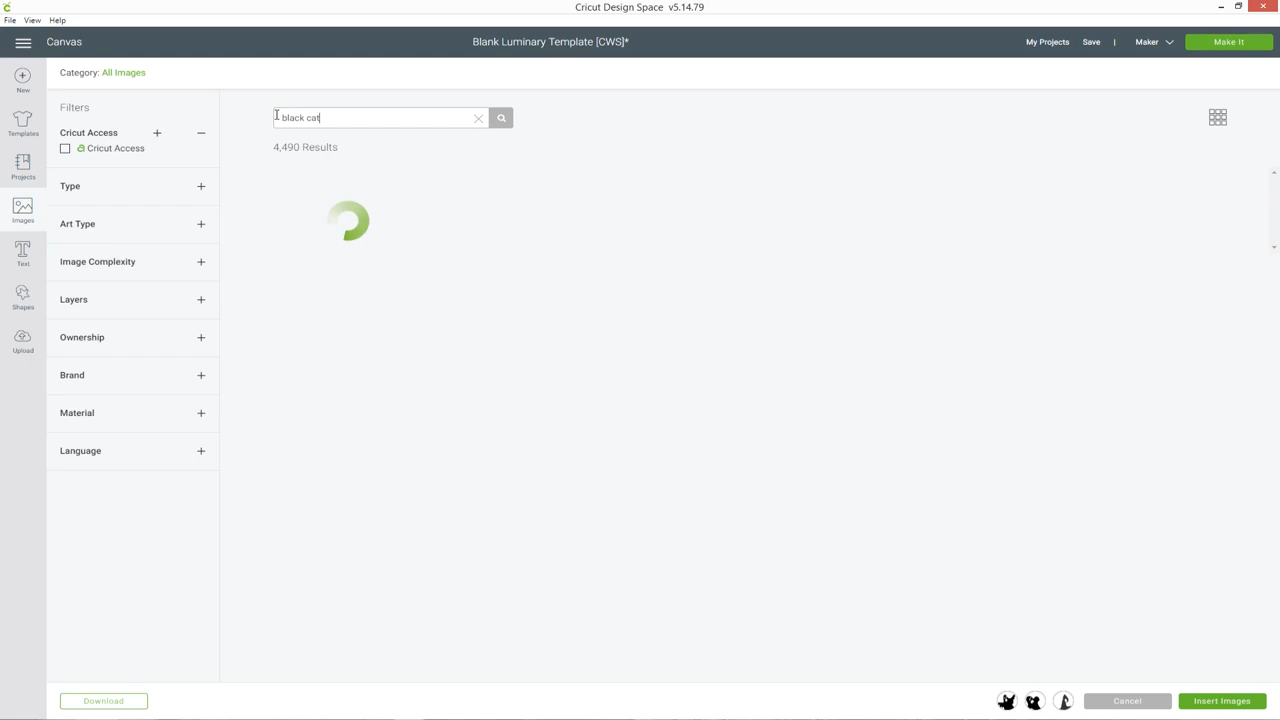 Cricut Design Space v5.14.79
File View Help
Canvas
Blank Luminary Template [CWS]*
My Projects Save | Maker Make It
New
Templates
Projects
Images
Text
Shapes
Upload
Category: All Images
Filters
Cricut Access
Cricut Access
Type
Art Type
Image Complexity
Layers
Ownership
Brand
Material
Language
black cat
4,490 Results
Download
Cancel
Insert Images